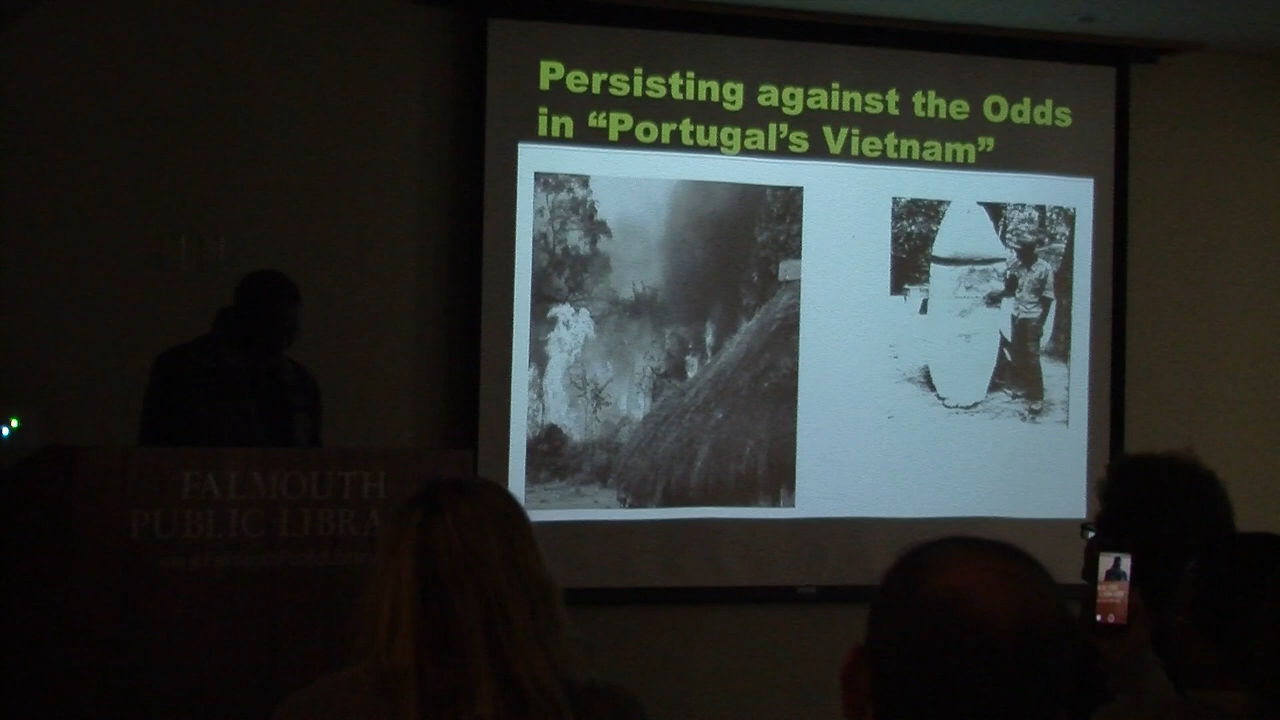 Persisting against the Odds
in “Portugal’s Vietnam”
FALMOUTH
PUBLIC LIBRA